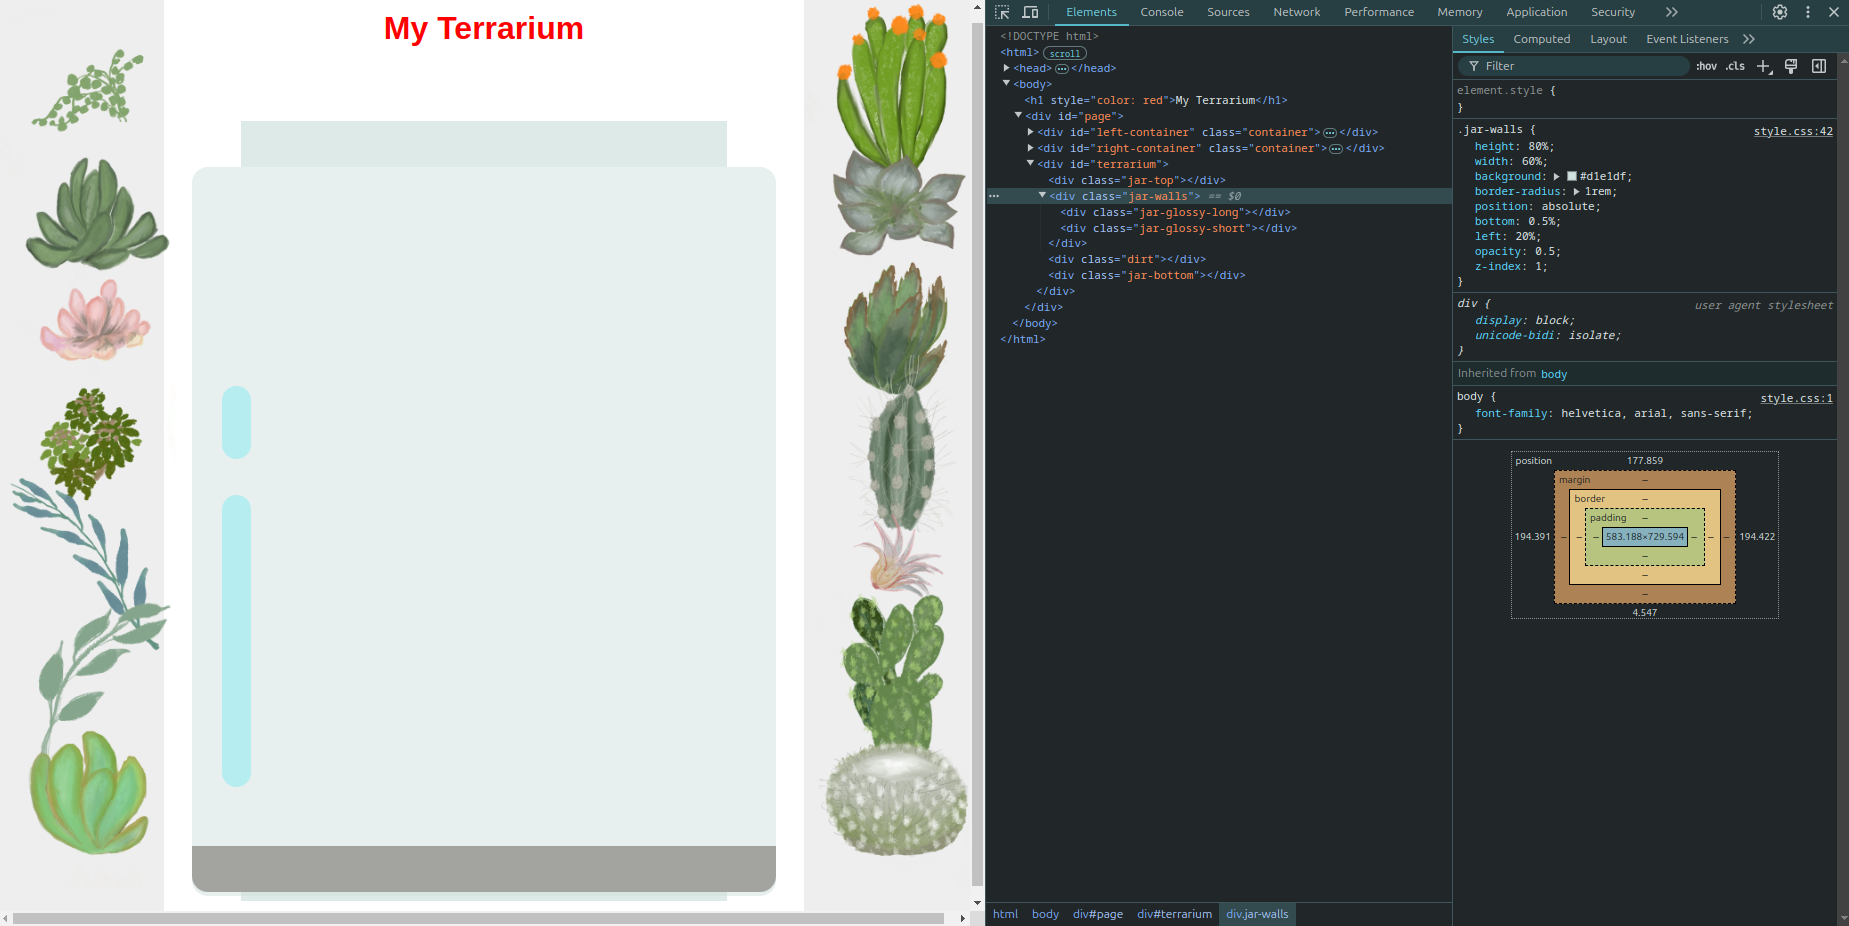 My Terrarium
Elements Console Sources Network Performance Memory Application Security
<!DOCTYPE html>
<html> scroll
<head> </head>
<body>
<h1 style="color: red">My Terrarium</h1>
<div id="page">
<div id="left-container" class="container"> </div>
<div id="right-container" class="container"> </div>
<div id="terrarium">
<div class="jar-top"></div>
<div class="jar-walls"> == $0
<div class="jar-glossy-long"></div>
<div class="jar-glossy-short"></div>
</div>
<div class="dirt"></div>
<div class="jar-bottom"></div>
</div>
</div>
</body>
</html>
html body div#page div#terrarium div.jar-walls
Styles Computed Layout Event Listeners
Filter :hov .cls
element.style {
}
.jar-walls { style.css:42
height: 80%;
width: 60%;
background: #d1e1df;
border-radius: 1rem;
position: absolute;
bottom: 0.5%;
left: 20%;
opacity: 0.5;
z-index: 1;
}
div { user agent stylesheet
display: block;
unicode-bidi: isolate;
}
Inherited from body
body { style.css:1
font-family: helvetica, arial, sans-serif;
}
position 177.859
margin –
border –
padding –
194.391 – – – 583.188×729.594 – – – 194.422
–
–
–
4.547